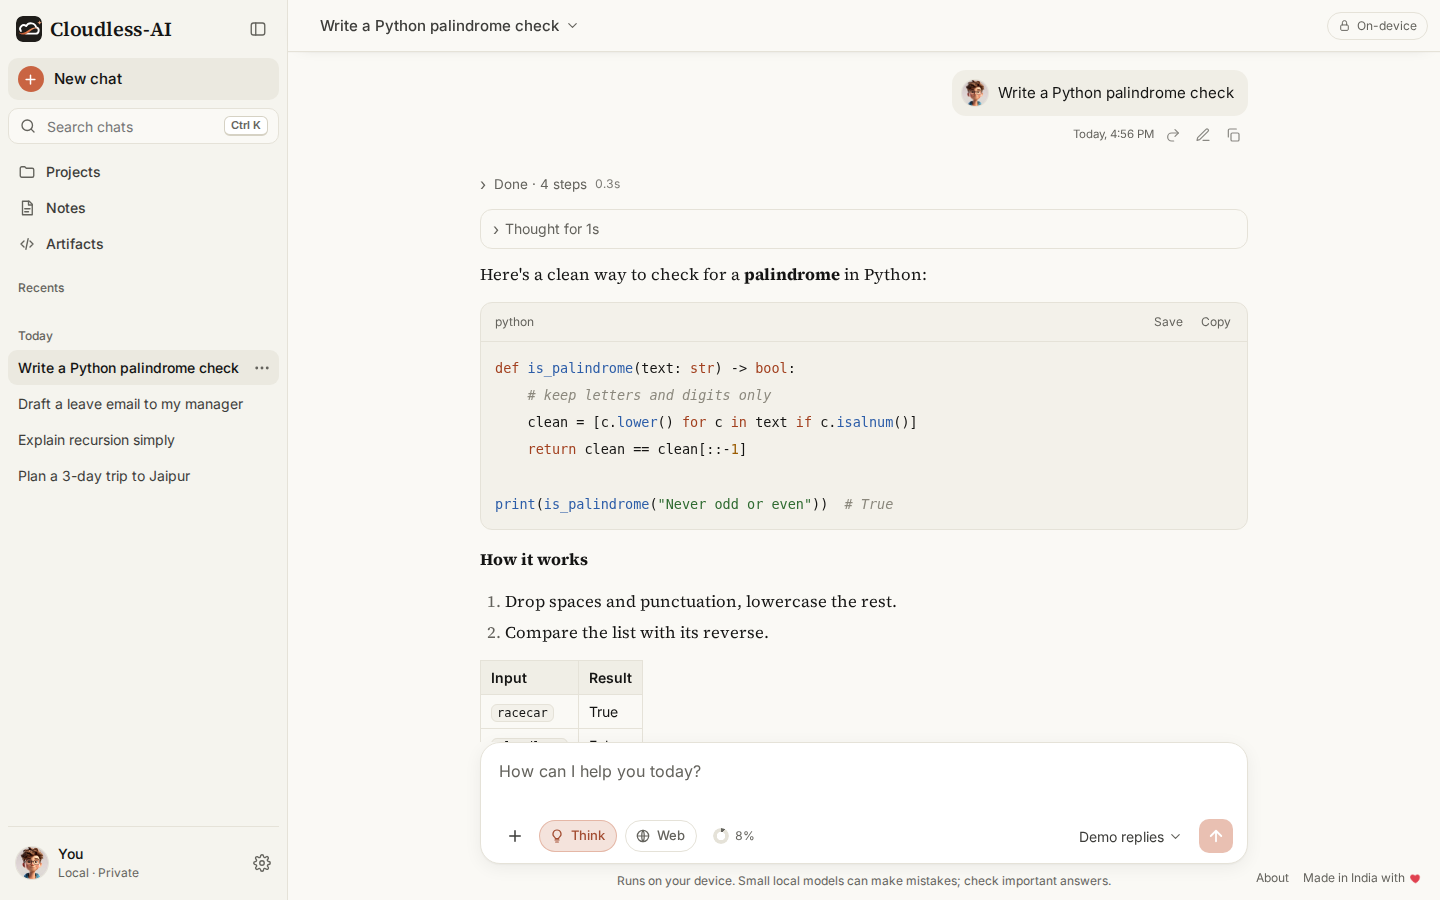 Cloudless-AI
New chat
Search chats
Ctrl K
Projects
Notes
Artifacts
Recents
Today
Write a Python palindrome check
Draft a leave email to my manager
Explain recursion simply
Plan a 3-day trip to Jaipur
You
Local · Private
Write a Python palindrome check
On-device
Write a Python palindrome check
Today, 4:56 PM
Done · 4 steps 0.3s
Thought for 1s
Here's a clean way to check for a palindrome in Python:
python
Save Copy
def is_palindrome(text: str) -> bool:
    # keep letters and digits only
    clean = [c.lower() for c in text if c.isalnum()]
    return clean == clean[::-1]
print(is_palindrome("Never odd or even"))  # True
How it works
1. Drop spaces and punctuation, lowercase the rest.
2. Compare the list with its reverse.
Input Result
racecar True
How can I help you today?
Think
Web
8%
Demo replies
Runs on your device. Small local models can make mistakes; check important answers.
About
Made in India with